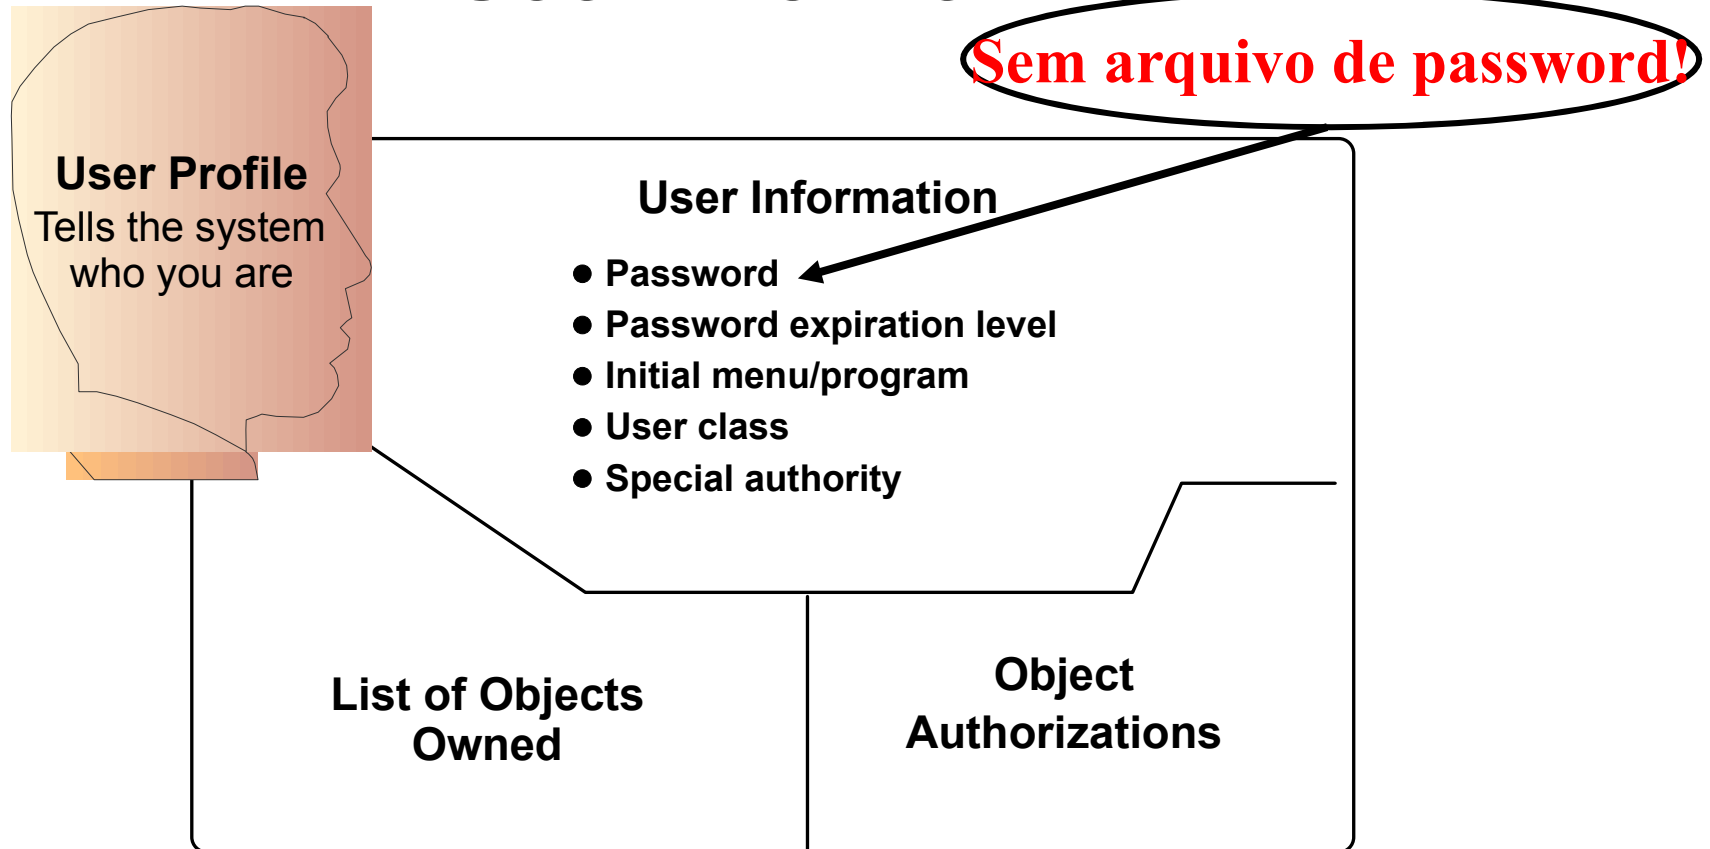 Sem arquivo de password!
User Profile
Tells the system
who you are
User Information
● Password
● Password expiration level
● Initial menu/program
● User class
● Special authority
List of Objects
Owned
Object
Authorizations